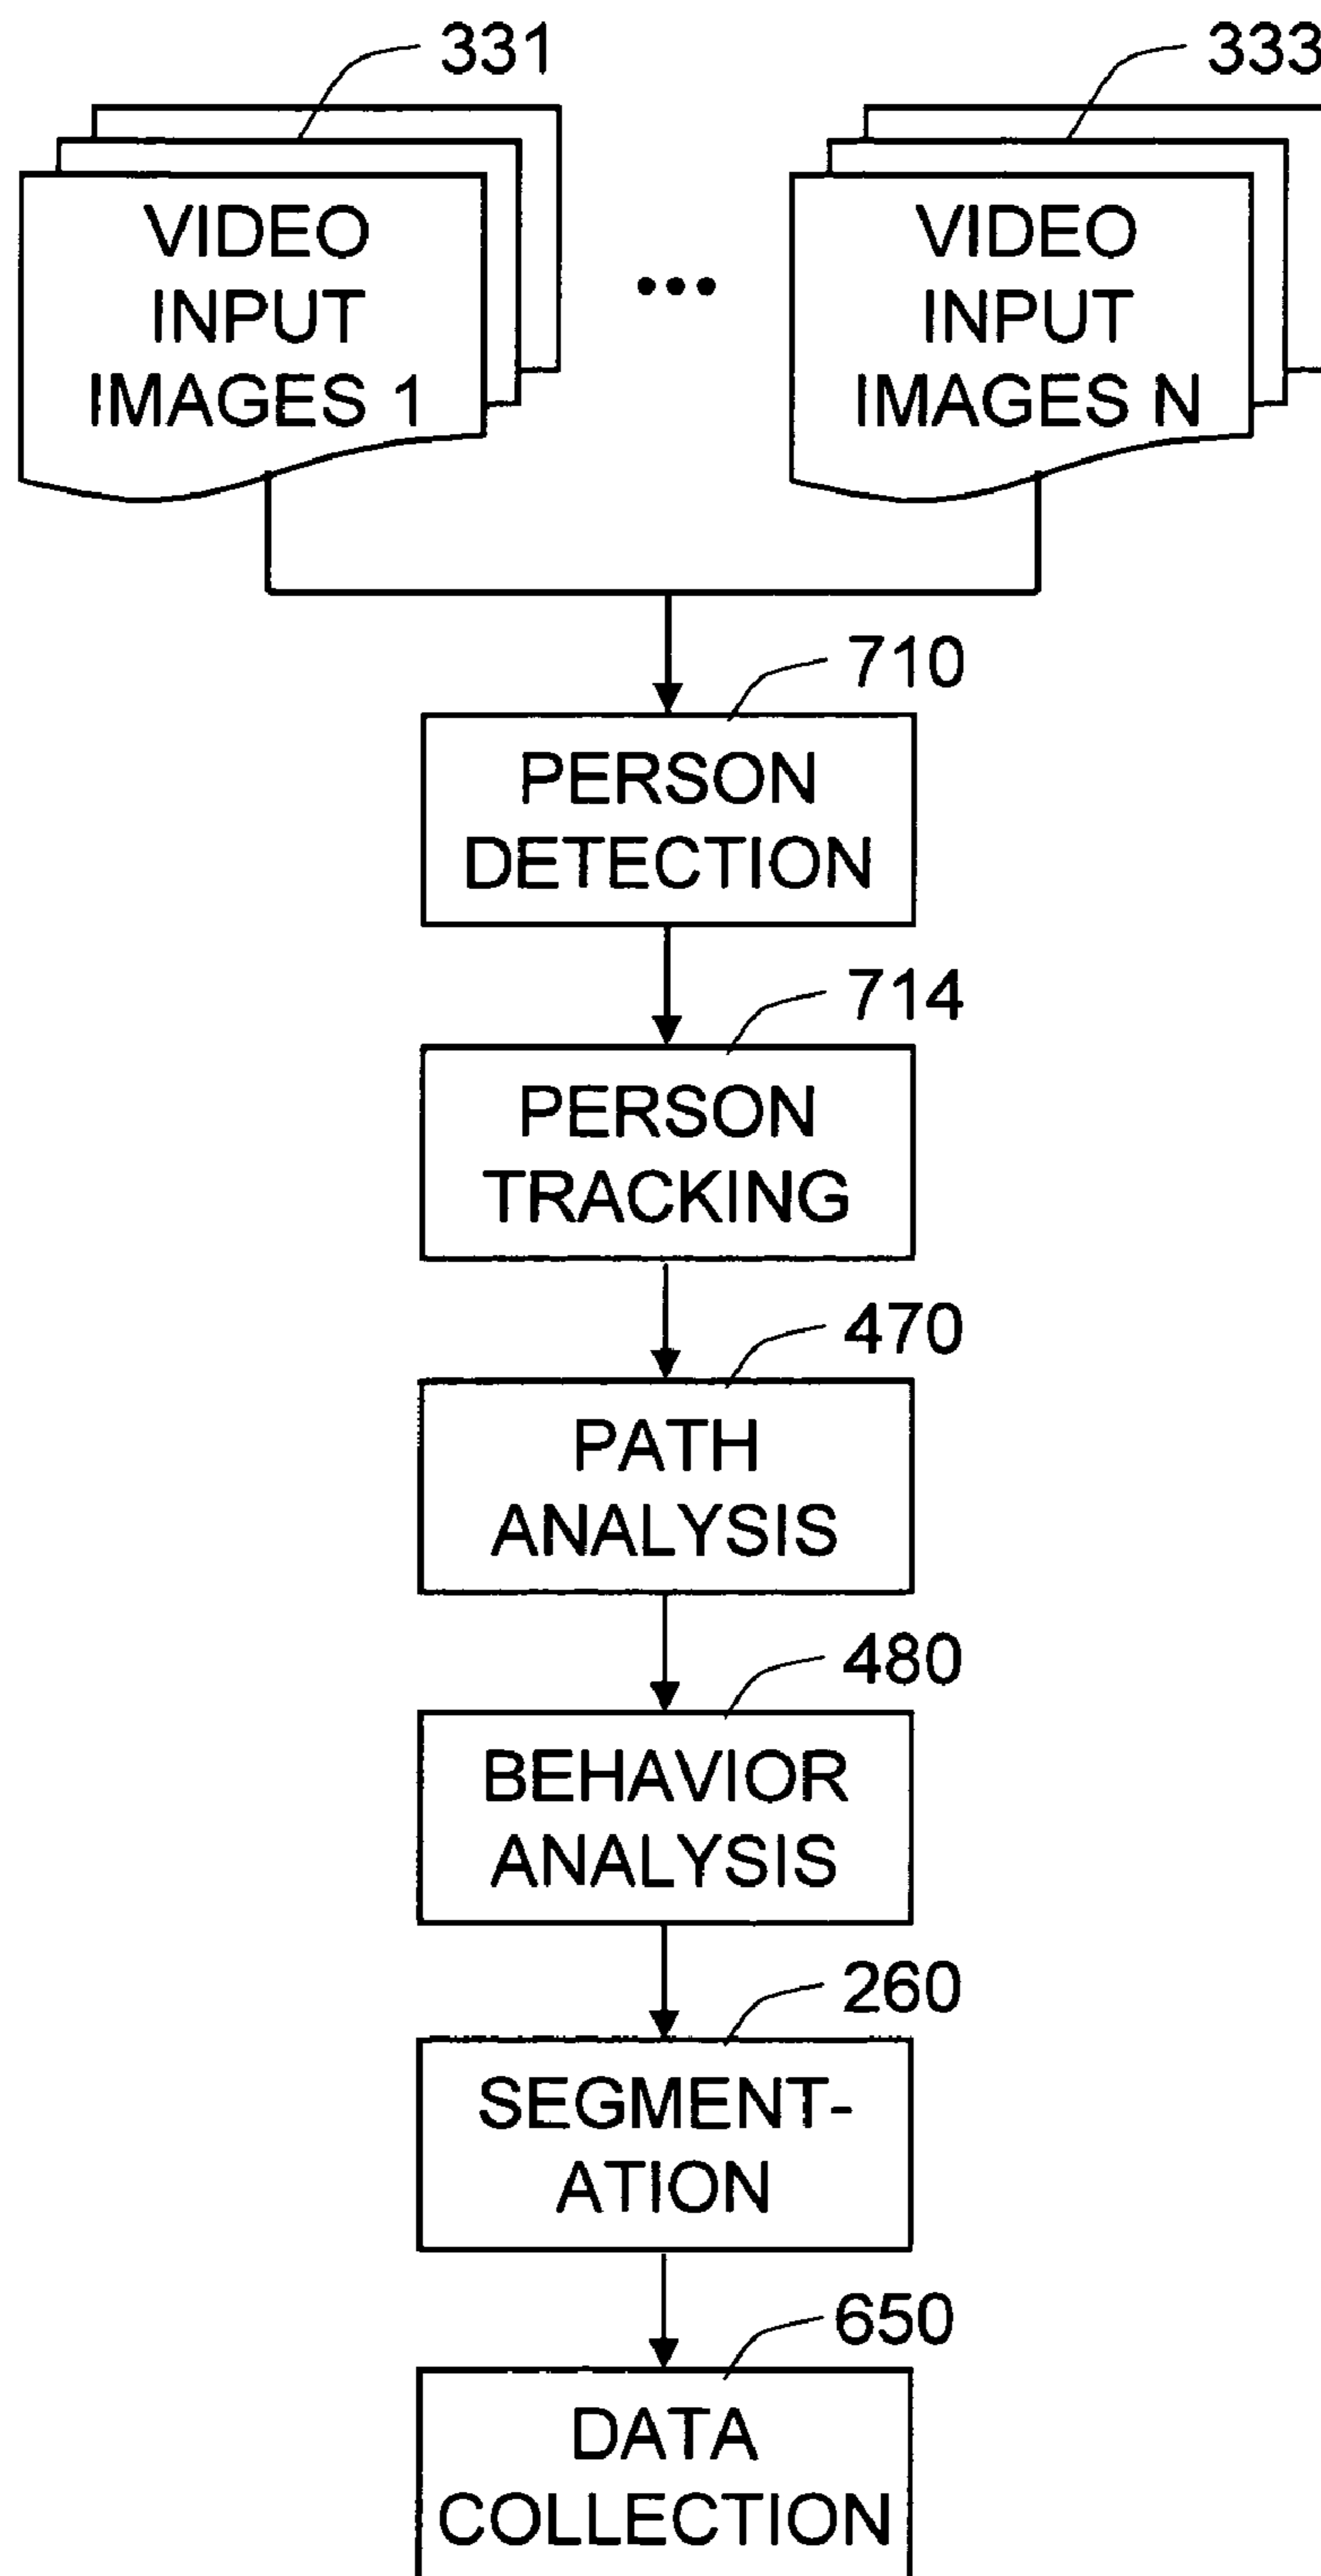 331
333
VIDEO
INPUT
IMAGES 1
...
VIDEO
INPUT
IMAGES N
710
PERSON
DETECTION
714
PERSON
TRACKING
470
PATH
ANALYSIS
480
BEHAVIOR
ANALYSIS
260
SEGMENT-
ATION
650
DATA
COLLECTION